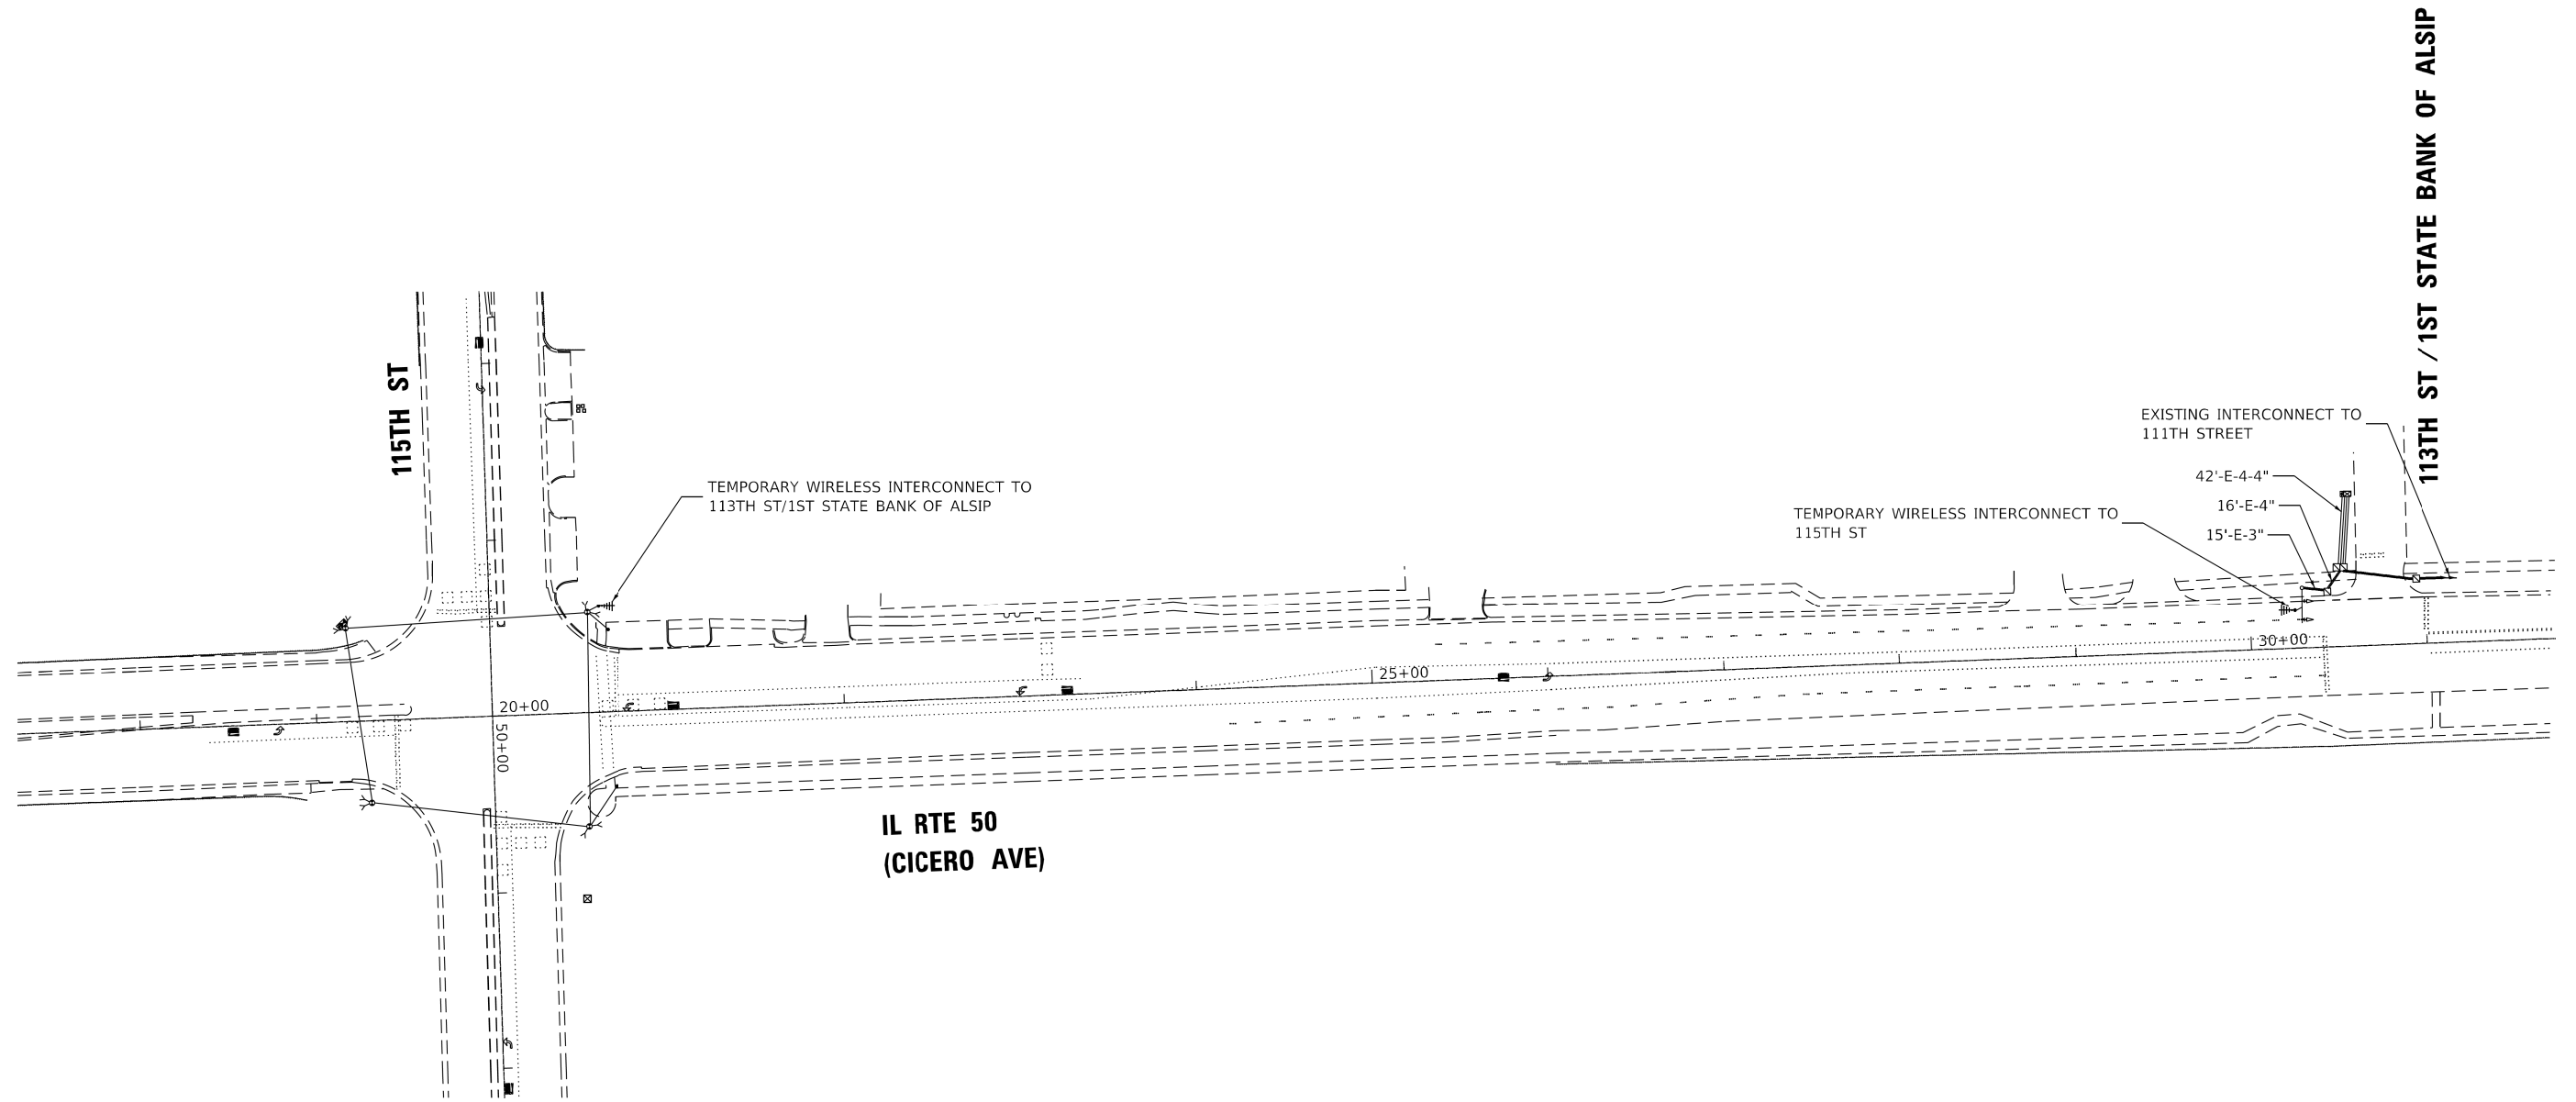 113TH ST /1ST STATE BANK OF ALSIP
115TH ST
EXISTING INTERCONNECT TO
111TH STREET
42'-E-4-4"
16'-E-4"
15'-E-3"
TEMPORARY WIRELESS INTERCONNECT TO
113TH ST/1ST STATE BANK OF ALSIP
TEMPORARY WIRELESS INTERCONNECT TO
115TH ST
30+00
25+00
20+00
50+00
IL RTE 50
(CICERO AVE)